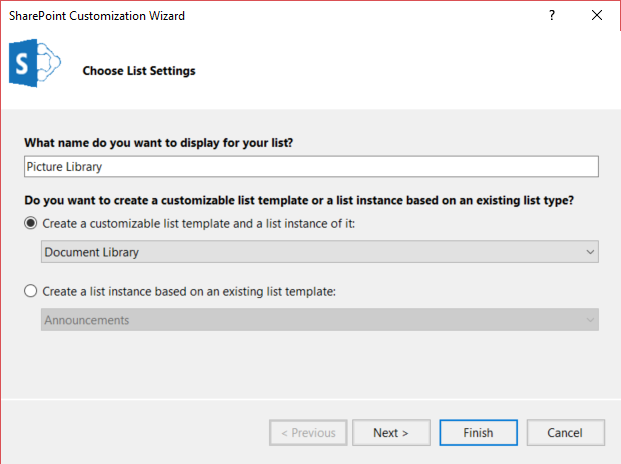 SharePoint Customization Wizard
?
S
Choose List Settings
What name do you want to display for your list?
Picture Library
Do you want to create a customizable list template or a list instance based on an existing list type?
Create a customizable list template and a list instance of it:
Document Library
Create a list instance based on an existing list template:
Announcements
< Previous Next > Finish Cancel